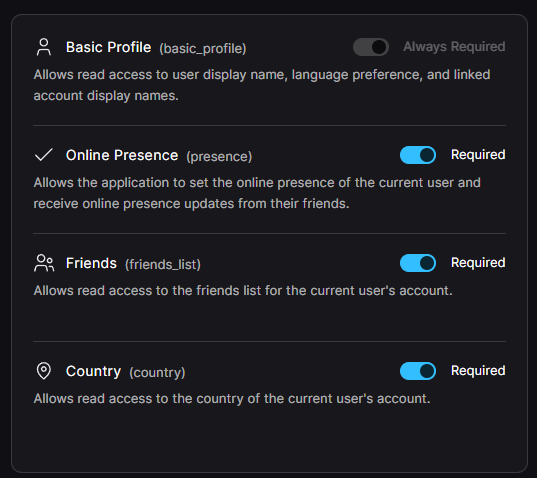 Basic Profile (basic_profile) Always Required
Allows read access to user display name, language preference, and linked
account display names.
Online Presence (presence) Required
Allows the application to set the online presence of the current user and
receive online presence updates from their friends.
Friends (friends_list) Required
Allows read access to the friends list for the current user's account.
Country (country) Required
Allows read access to the country of the current user's account.